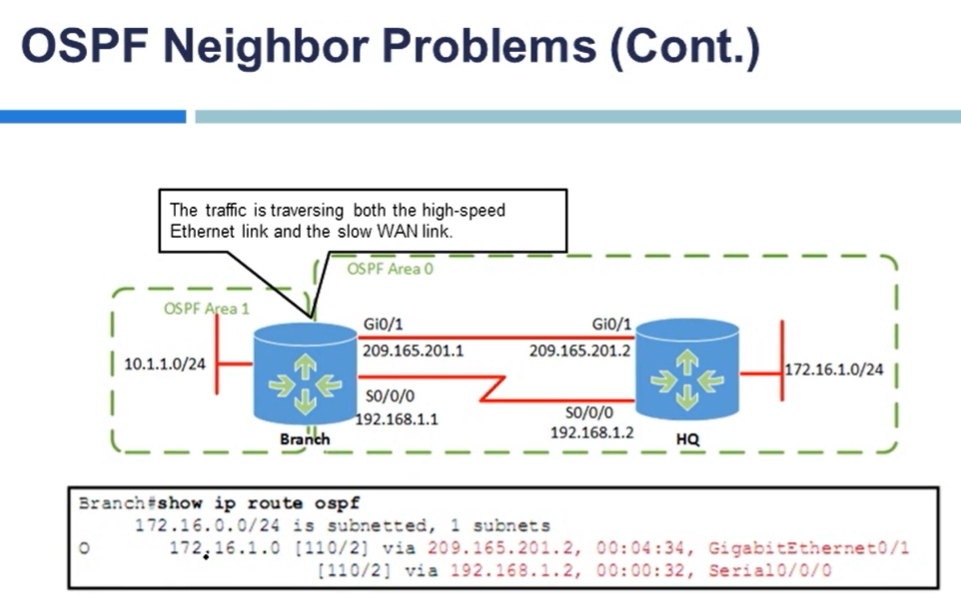 OSPF Neighbor Problems (Cont.)
The traffic is traversing both the high-speed
Ethernet link and the slow WAN link.
OSPF Area 0
OSPF Area 1
Gi0/1
Gi0/1
10.1.1.0/24
209.165.201.1
209.165.201.2
172.16.1.0/24
S0/0/0
192.168.1.1
S0/0/0
192.168.1.2
Branch
HQ
Branch#show ip route ospf
172.16.0.0/24 is subnetted, 1 subnets
O 172.16.1.0 [110/2] via 209.165.201.2, 00:04:34, GigabitEthernet0/1
[110/2] via 192.168.1.2, 00:00:32, Serial0/0/0